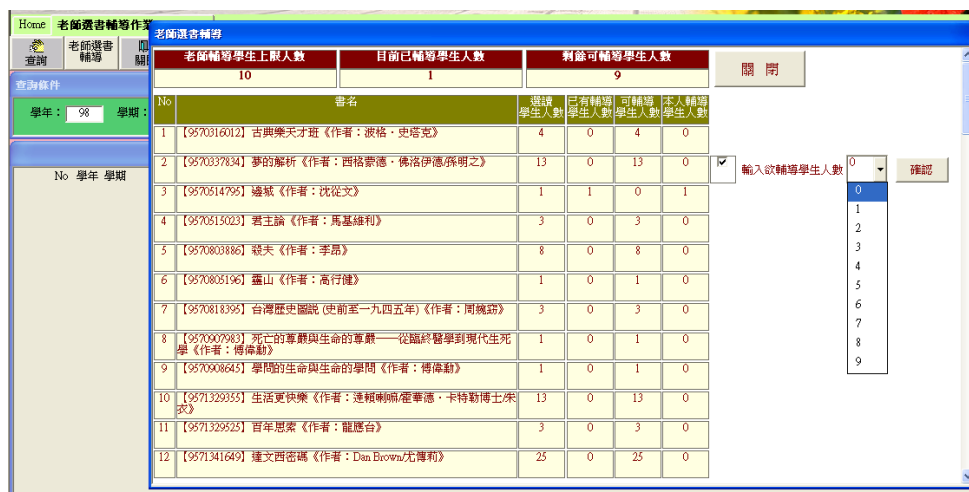 Home 老師選書輔導作業
查詢 老師選書輔導
查詢條件
學年： 98 學期：
No 學年 學期
老師選書輔導
老師輔導學生上限人數 目前已輔導學生人數 剩餘可輔導學生人數
10 1 9
關 閉
No 書名 選讀學生人數 已有輔導學生人數 可輔導學生人數 本人輔導學生人數
1 【9570316012】古典樂天才班《作者：波格．史塔克》 4 0 4 0
2 【9570337834】夢的解析《作者：西格蒙德．佛洛伊德/孫明之》 13 0 13 0
輸入欲輔導學生人數 0 確認
3 【9570514795】邊城《作者：沈從文》 1 1 0 1
4 【9570515023】君主論《作者：馬基維利》 3 0 3 0
5 【9570803886】殺夫《作者：李昂》 8 0 8 0
6 【9570805196】靈山《作者：高行健》 1 0 1 0
7 【9570818395】台灣歷史圖說 (史前至一九四五年)《作者：周婉窈》 3 0 3 0
8 【9570907983】死亡的尊嚴與生命的尊嚴──從臨終醫學到現代生死
學《作者：傅偉勳》 1 0 1 0
9 【9570908645】學問的生命與生命的學問《作者：傅偉勳》 1 0 1 0
10 【9571329355】生活更快樂《作者：達賴喇嘛/霍華德．卡特勒博士/朱
衣》 13 0 13 0
11 【9571329525】百年思索《作者：龍應台》 3 0 3 0
12 【9571341649】達文西密碼《作者：Dan Brown/尤傳莉》 25 0 25 0
0
1
2
3
4
5
6
7
8
9